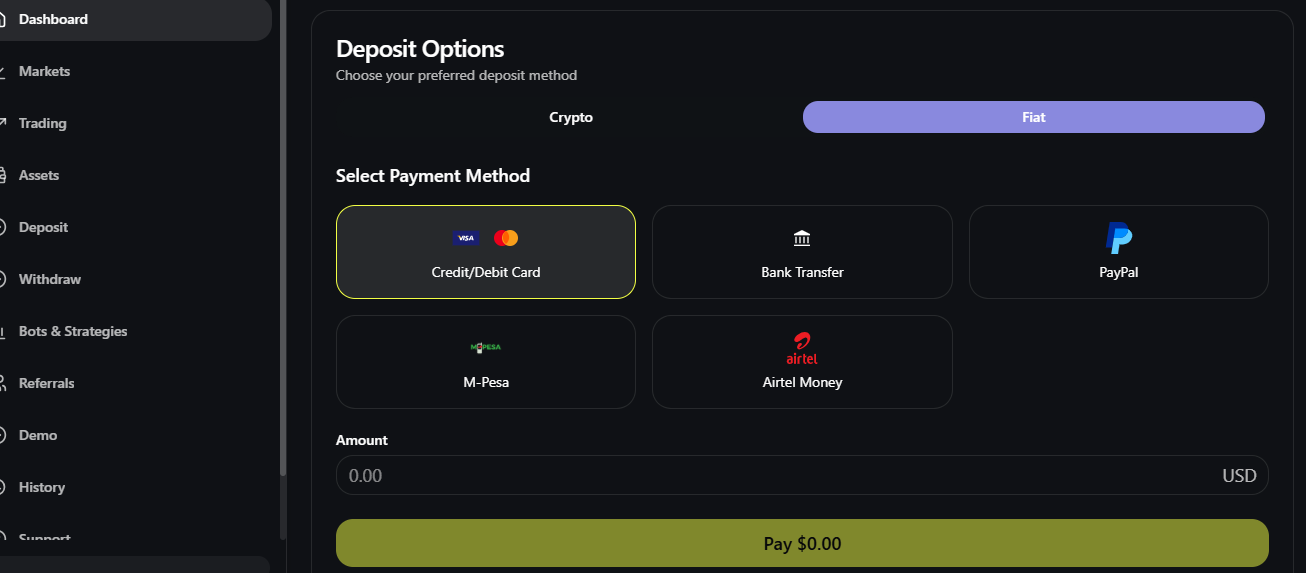 Dashboard
Markets
Trading
Assets
Deposit
Withdraw
Bots & Strategies
Referrals
Demo
History
Support
Deposit Options
Choose your preferred deposit method
Crypto
Fiat
Select Payment Method
VISA
Credit/Debit Card
Bank Transfer
PayPal
M-PESA
M-Pesa
airtel
Airtel Money
Amount
0.00 USD
Pay $0.00